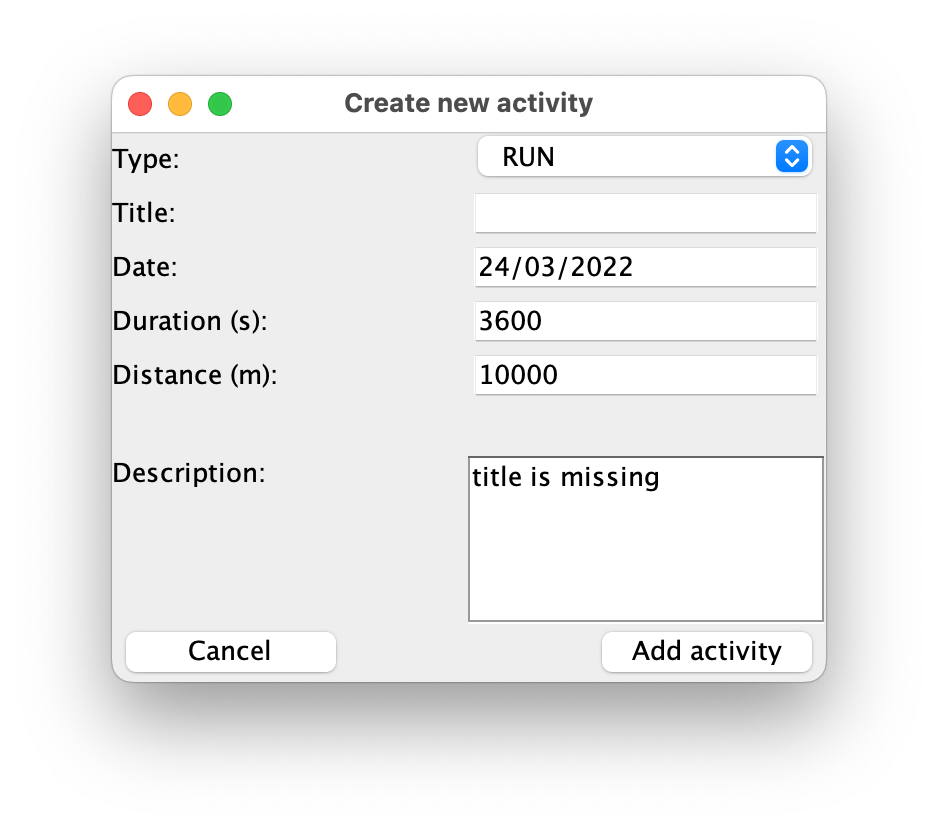 Create new activity
Type: RUN
Title:
Date: 24/03/2022
Duration (s): 3600
Distance (m): 10000
Description: title is missing
Cancel Add activity